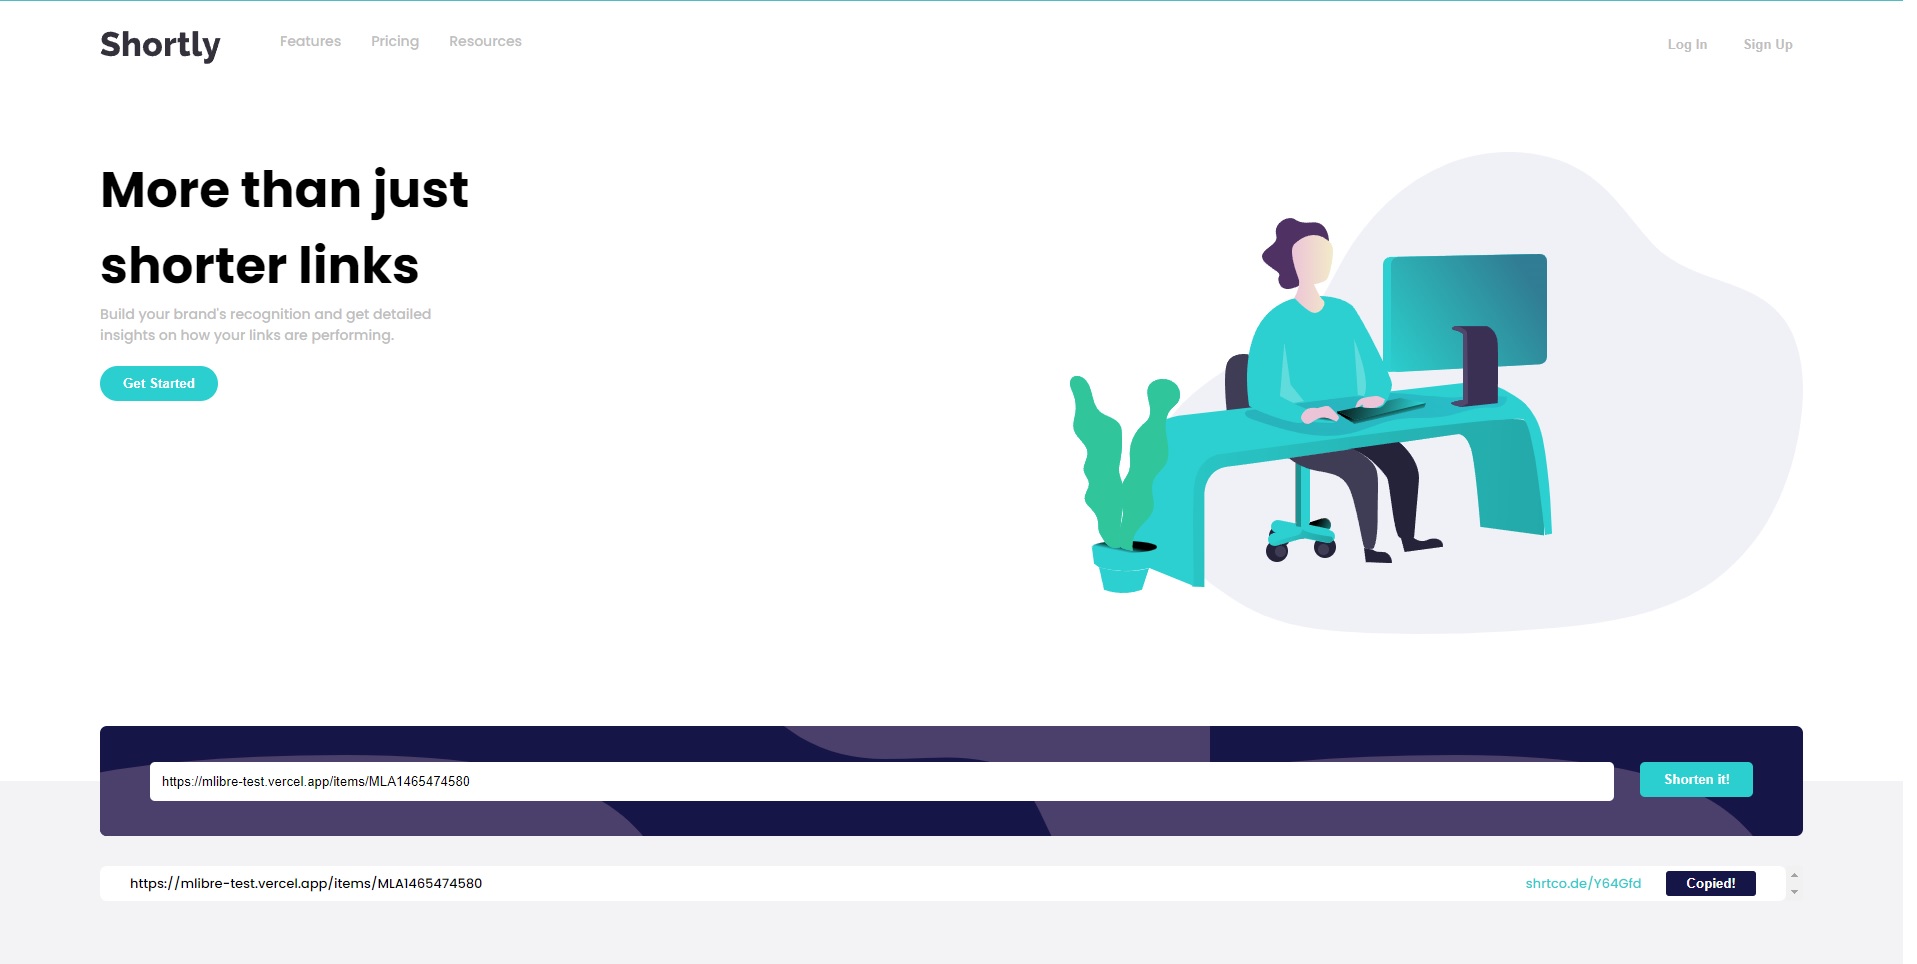 Shortly
Features
Pricing
Resources
Log In
Sign Up
More than just
shorter links
Build your brand's recognition and get detailed
insights on how your links are performing.
Get Started
https://mlibre-test.vercel.app/items/MLA1465474580
Shorten it!
https://mlibre-test.vercel.app/items/MLA1465474580
shrtco.de/Y64Gfd
Copied!